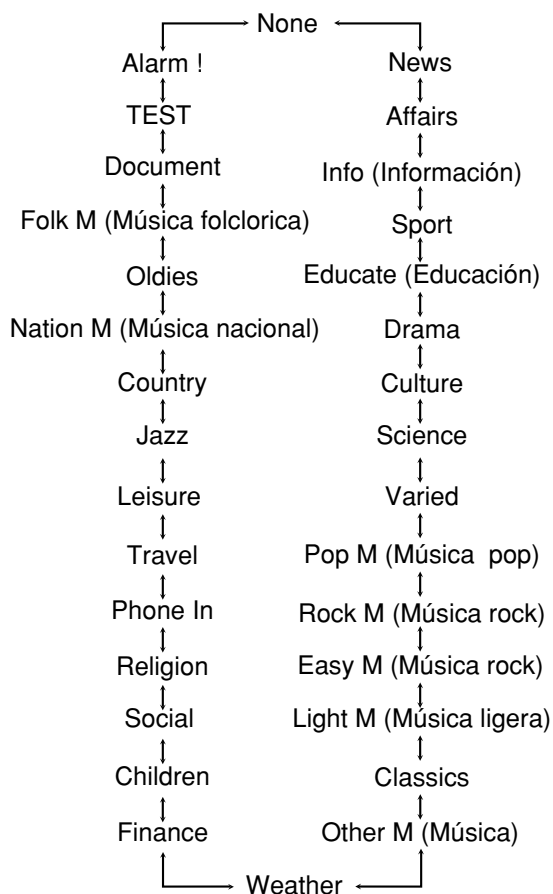 None
Alarm !
TEST
Document
Folk M (Música folclorica)
Oldies
Nation M (Música nacional)
Country
Jazz
Leisure
Travel
Phone In
Religion
Social
Children
Finance
News
Affairs
Info (Información)
Sport
Educate (Educación)
Drama
Culture
Science
Varied
Pop M (Música pop)
Rock M (Música rock)
Easy M (Música rock)
Light M (Música ligera)
Classics
Other M (Música)
Weather